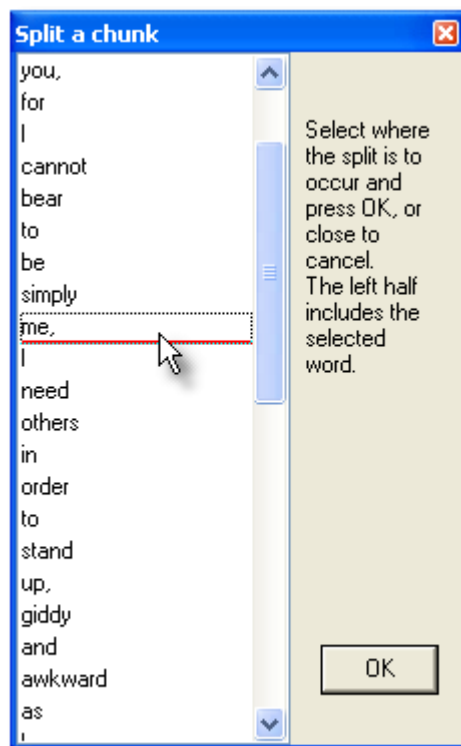 Split a chunk
you,
for
I
cannot
bear
to
be
simply
me,
I
need
others
in
order
to
stand
up,
giddy
and
awkward
as
Select where
the split is to
occur and
press OK, or
close to
cancel.
The left half
includes the
selected
word.
OK